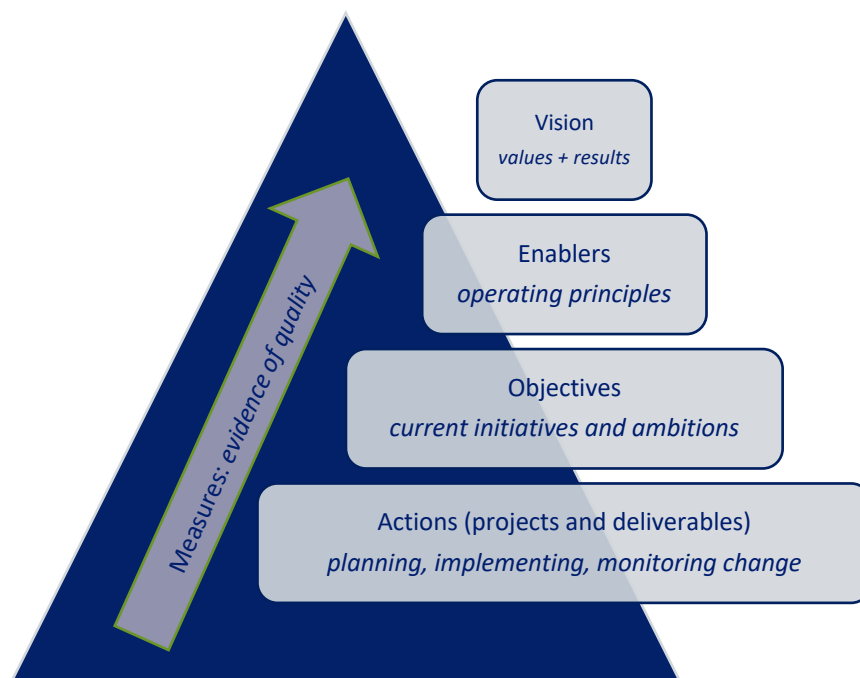 Vision
values + results
Enablers
operating principles
Objectives
current initiatives and ambitions
Actions (projects and deliverables)
planning, implementing, monitoring change
Measures: evidence of quality